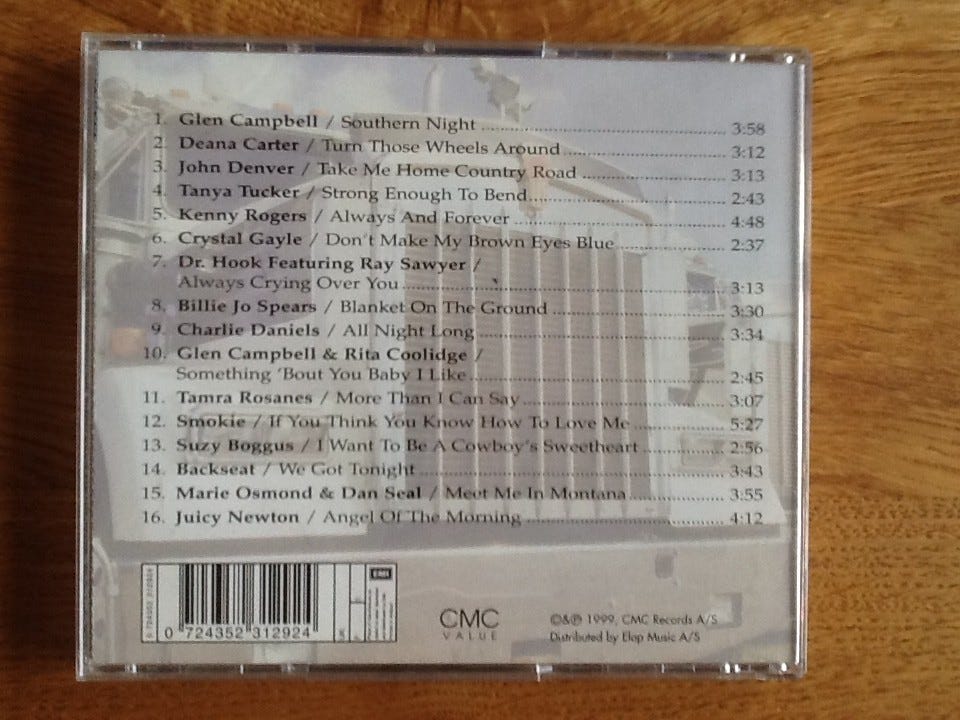 1. Glen Campbell / Southern Night 3:58
2. Deana Carter / Turn Those Wheels Around 3:12
3. John Denver / Take Me Home Country Road 3:13
4. Tanya Tucker / Strong Enough To Bend 2:43
5. Kenny Rogers / Always And Forever 4:48
6. Crystal Gayle / Don't Make My Brown Eyes Blue 2:37
7. Dr. Hook Featuring Ray Sawyer /
Always Crying Over You 3:13
8. Billie Jo Spears / Blanket On The Ground 3:30
9. Charlie Daniels / All Night Long 3:34
10. Glen Campbell & Rita Coolidge /
Something 'Bout You Baby I Like 2:45
11. Tamra Rosanes / More Than I Can Say 3:07
12. Smokie / If You Think You Know How To Love Me 5:27
13. Suzy Boggus / I Want To Be A Cowboy's Sweetheart 2:56
14. Backseat / We Got Tonight 3:43
15. Marie Osmond & Dan Seal / Meet Me In Montana 3:55
16. Juicy Newton / Angel Of The Morning 4:12
0 724352 312924
EMI
CMC
VALUE
©&℗ 1999, CMC Records A/S
Distributed by Elap Music A/S